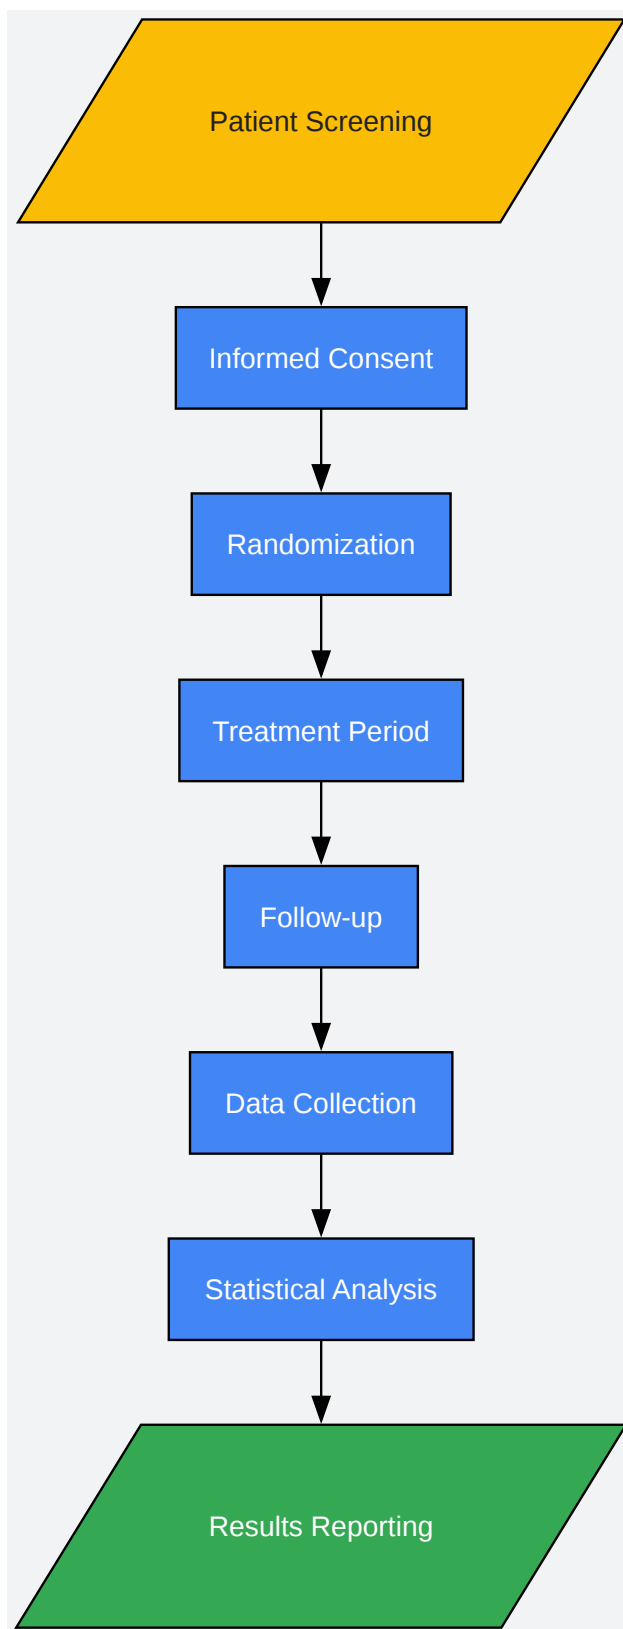 Patient Screening
Informed Consent
Randomization
Treatment Period
Follow-up
Data Collection
Statistical Analysis
Results Reporting